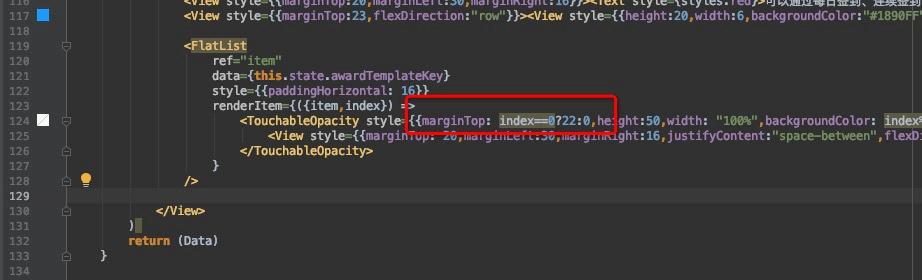 116 <View style={{marginTop:20,marginLeft:30,marginRight:16}}><Text style={styles.red}>可以通过每日签到、连续签到
117 <View style={{marginTop:23,flexDirection:"row"}}><View style={{height:20,width:6,backgroundColor:"#1890FF"
118
119 <FlatList
120 ref="item"
121 data={this.state.awardTemplateKey}
122 style={{paddingHorizontal: 16}}
123 renderItem={({item,index}) =>
124 <TouchableOpacity style={{marginTop: index==0?22:0,height:50,width: "100%",backgroundColor: index%
125 <View style={{marginTop: 20,marginLeft:30,marginRight:16,justifyContent:"space-between",flexDi
126 </TouchableOpacity>
127 }
128 />
129
130 </View>
131 )
132 return (Data)
133 }
134